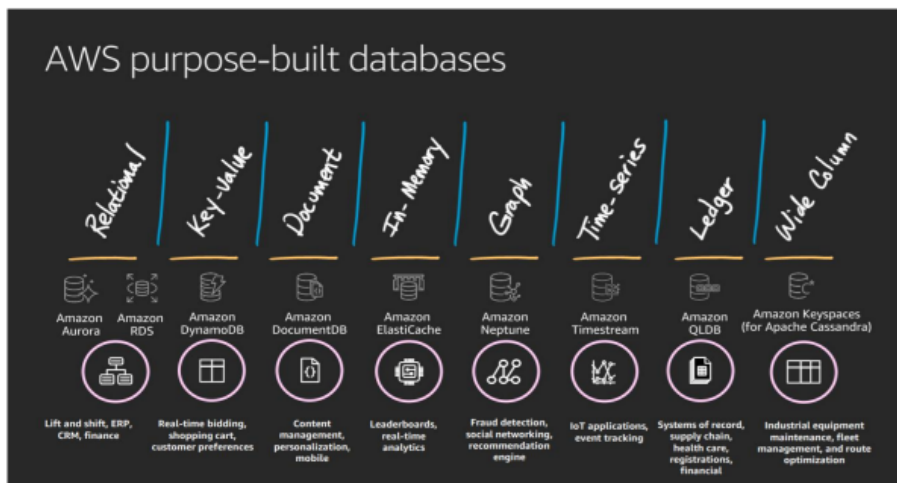 AWS purpose-built databases
Relational
Key-Value
Document
In-Memory
Graph
Time-series
Ledger
Wide Column
Amazon
Aurora
Amazon
RDS
Amazon
DynamoDB
Amazon
DocumentDB
Amazon
ElastiCache
Amazon
Neptune
Amazon
Timestream
Amazon
QLDB
Amazon Keyspaces
(for Apache Cassandra)
Lift and shift, ERP,
CRM, finance
Real-time bidding,
shopping cart,
customer preferences
Content
management,
personalization,
mobile
Leaderboards,
real-time
analytics
Fraud detection,
social networking,
recommendation
engine
IoT applications,
event tracking
Systems of record,
supply chain,
health care,
registrations,
financial
Industrial equipment
maintenance, fleet
management, and route
optimization